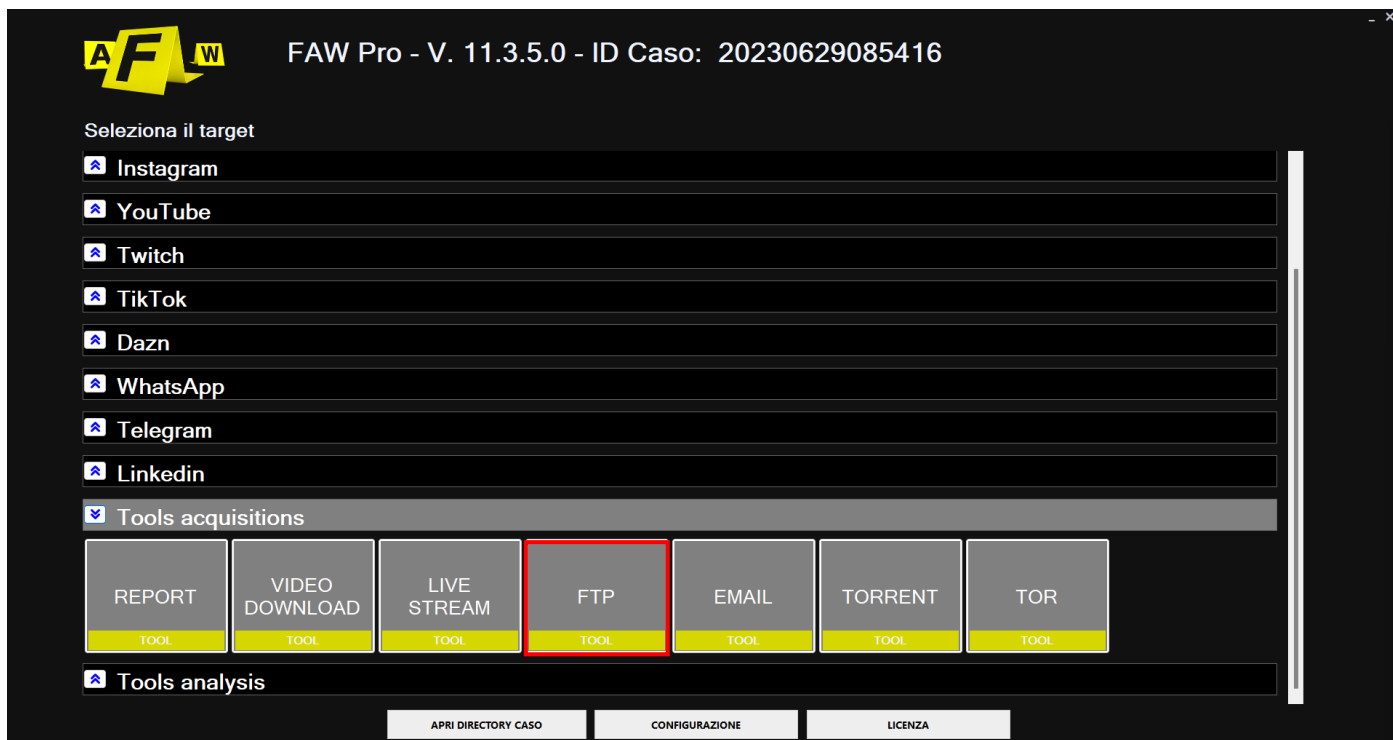 A F W
FAW Pro - V. 11.3.5.0 - ID Caso: 20230629085416
Seleziona il target
Instagram
YouTube
Twitch
TikTok
Dazn
WhatsApp
Telegram
Linkedin
Tools acquisitions
REPORT
TOOL
VIDEO
DOWNLOAD
TOOL
LIVE
STREAM
TOOL
FTP
TOOL
EMAIL
TOOL
TORRENT
TOOL
TOR
TOOL
Tools analysis
APRI DIRECTORY CASO
CONFIGURAZIONE
LICENZA